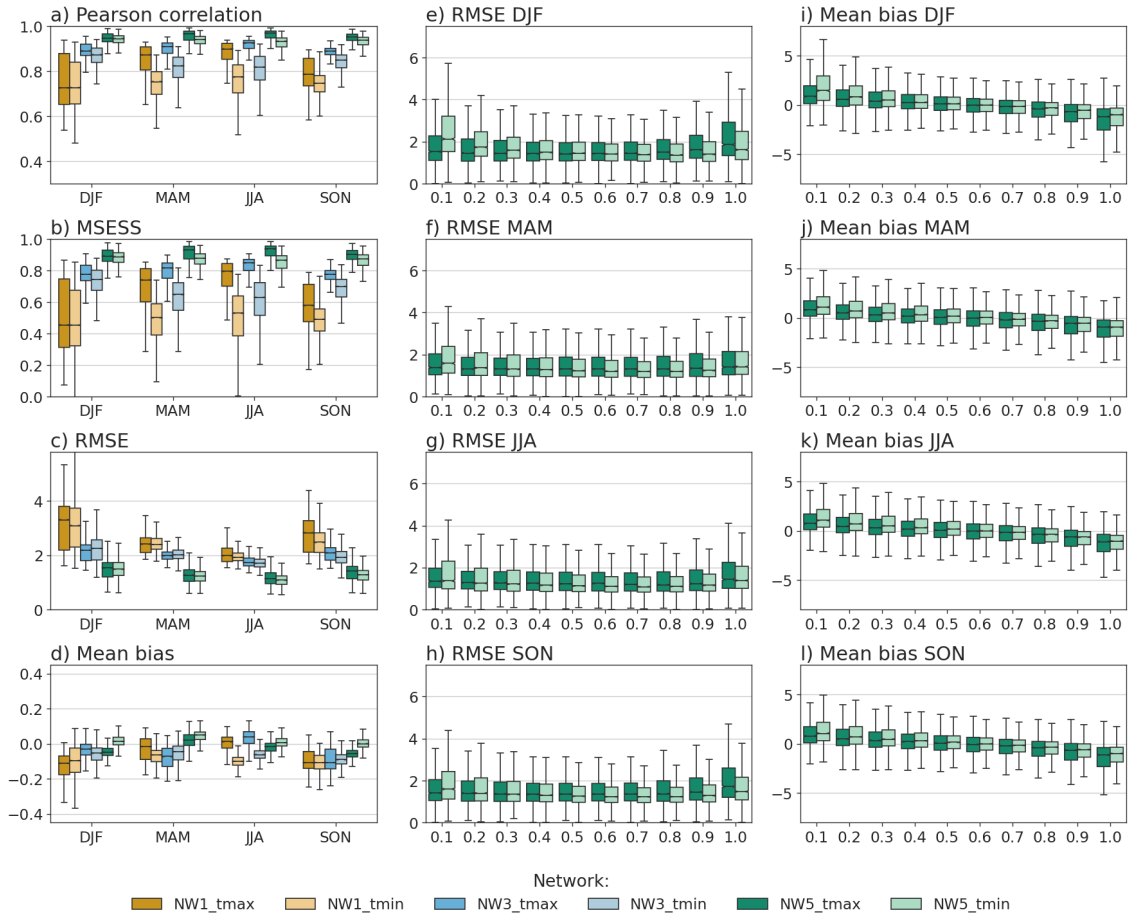 a) Pearson correlation
1.0
0.8
0.6
0.4
DJF MAM JJA SON
b) MSESS
1.0
0.8
0.6
0.4
0.2
0.0
DJF MAM JJA SON
c) RMSE
4
2
0
DJF MAM JJA SON
d) Mean bias
0.4
0.2
0.0
−0.2
−0.4
DJF MAM JJA SON
e) RMSE DJF
6
4
2
0
0.1 0.2 0.3 0.4 0.5 0.6 0.7 0.8 0.9 1.0
f) RMSE MAM
6
4
2
0
0.1 0.2 0.3 0.4 0.5 0.6 0.7 0.8 0.9 1.0
g) RMSE JJA
6
4
2
0
0.1 0.2 0.3 0.4 0.5 0.6 0.7 0.8 0.9 1.0
h) RMSE SON
6
4
2
0
0.1 0.2 0.3 0.4 0.5 0.6 0.7 0.8 0.9 1.0
i) Mean bias DJF
5
0
−5
0.1 0.2 0.3 0.4 0.5 0.6 0.7 0.8 0.9 1.0
j) Mean bias MAM
5
0
−5
0.1 0.2 0.3 0.4 0.5 0.6 0.7 0.8 0.9 1.0
k) Mean bias JJA
5
0
−5
0.1 0.2 0.3 0.4 0.5 0.6 0.7 0.8 0.9 1.0
l) Mean bias SON
5
0
−5
0.1 0.2 0.3 0.4 0.5 0.6 0.7 0.8 0.9 1.0
Network:
NW1_tmax NW1_tmin NW3_tmax NW3_tmin NW5_tmax NW5_tmin